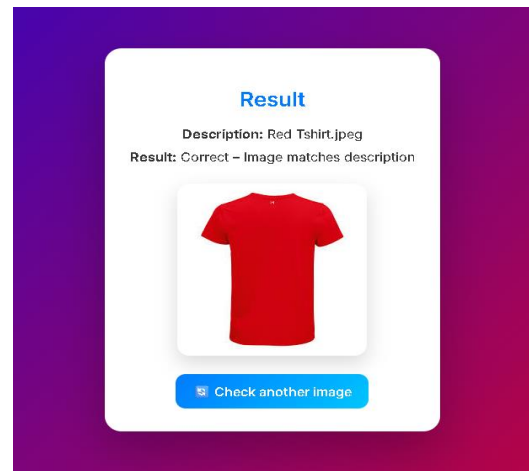 Result
Description: Red Tshirt.jpeg
Result: Correct – Image matches description
Check another image